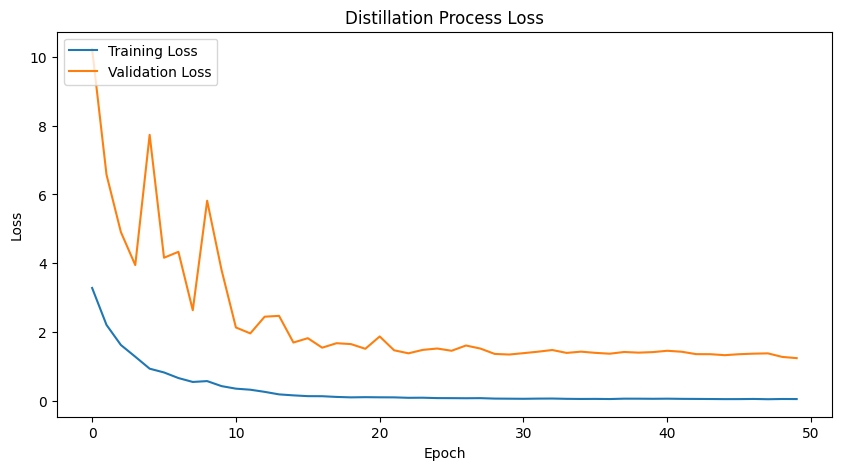 Distillation Process Loss
Training Loss
Validation Loss
10
8
6
4
2
0
Loss
0 10 20 30 40 50
Epoch